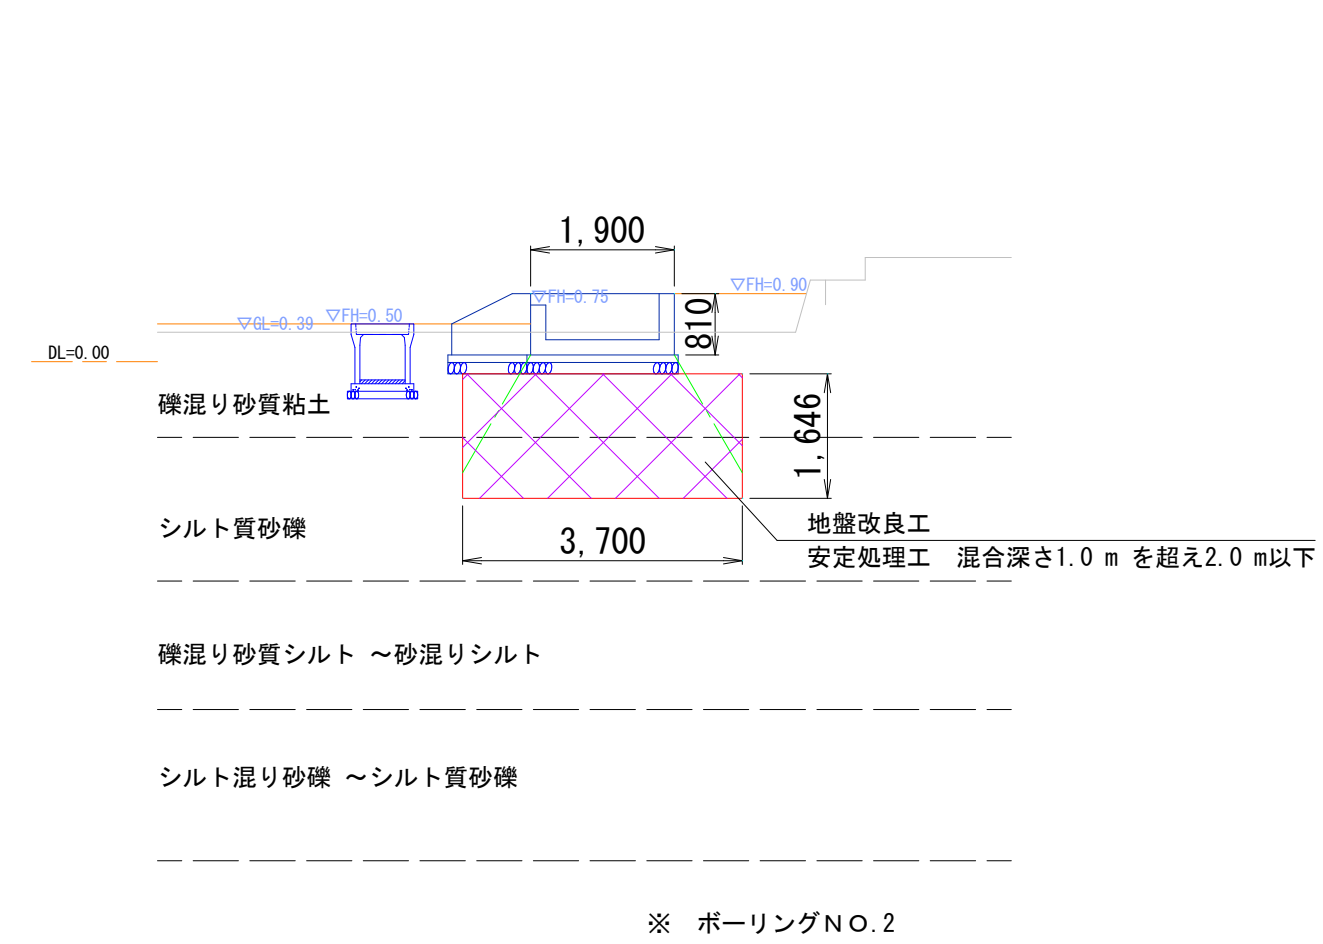 1,900
▽FH=0.90
▽FH=0.75
▽FH=0.50
▽GL=0.39
810
DL=0.00
礫混り砂質粘土
1,646
シルト質砂礫
3,700
地盤改良工
安定処理工　混合深さ1.0 m を超え2.0 m以下
礫混り砂質シルト ～砂混りシルト
シルト混り砂礫 ～シルト質砂礫
※　ボーリングＮＯ.2